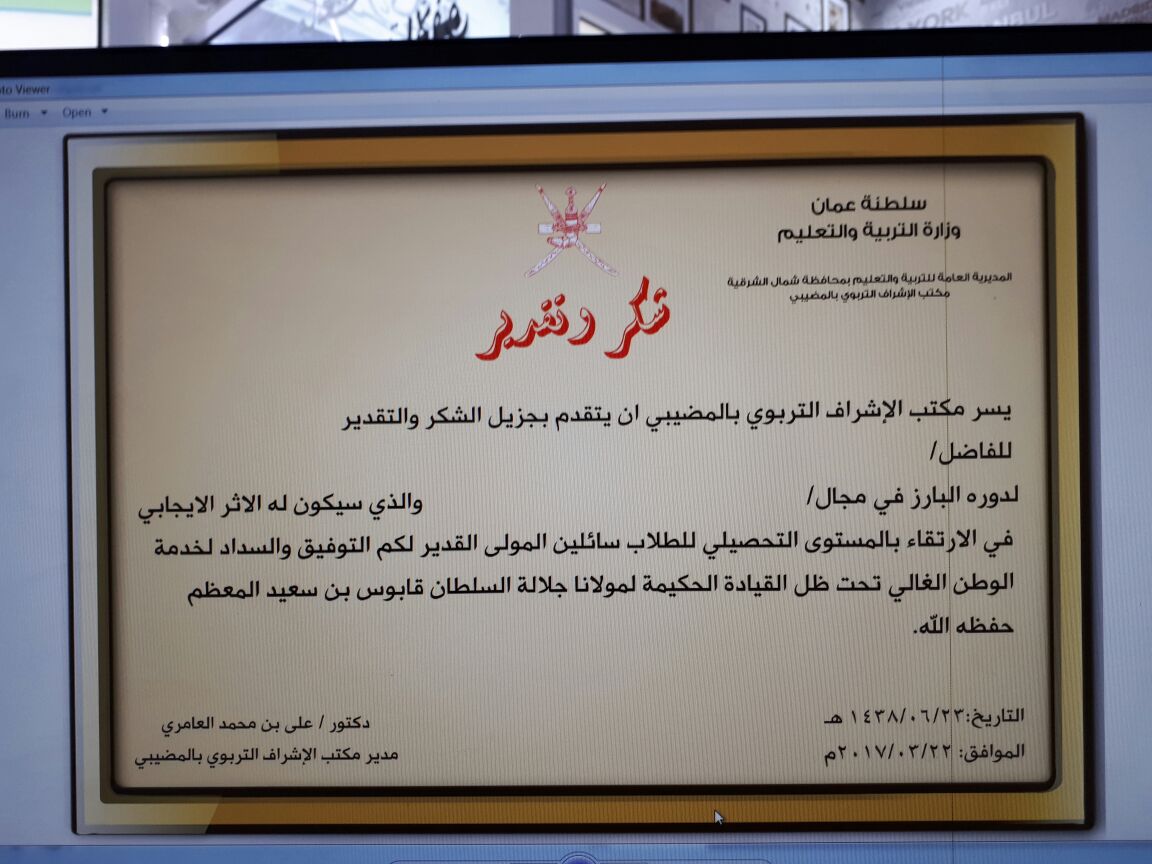 YORK
to Viewer
Burn
Open
سلطنة عمان
وزارة التربية والتعليم
المديرية العامة للتربية والتعليم بمحافظة شمال الشرقية
مكتب الإشراف التربوي بالمضيبي
شكر وتقدير
يسر مكتب الإشراف التربوي بالمضيبي ان يتقدم بجزيل الشكر والتقدير
للفاضل/
لدوره البارز في مجال/ والذي سيكون له الاثر الايجابي
في الارتقاء بالمستوى التحصيلي للطلاب سائلين المولى القدير لكم التوفيق والسداد لخدمة
الوطن الغالي تحت ظل القيادة الحكيمة لمولانا جلالة السلطان قابوس بن سعيد المعظم
حفظه الله.
التاريخ:١٤٣٨/٠٦/٢٣ هـ
الموافق: ٢٠١٧/٠٣/٢٢م
دكتور / على بن محمد العامري
مدير مكتب الإشراف التربوي بالمضيبي